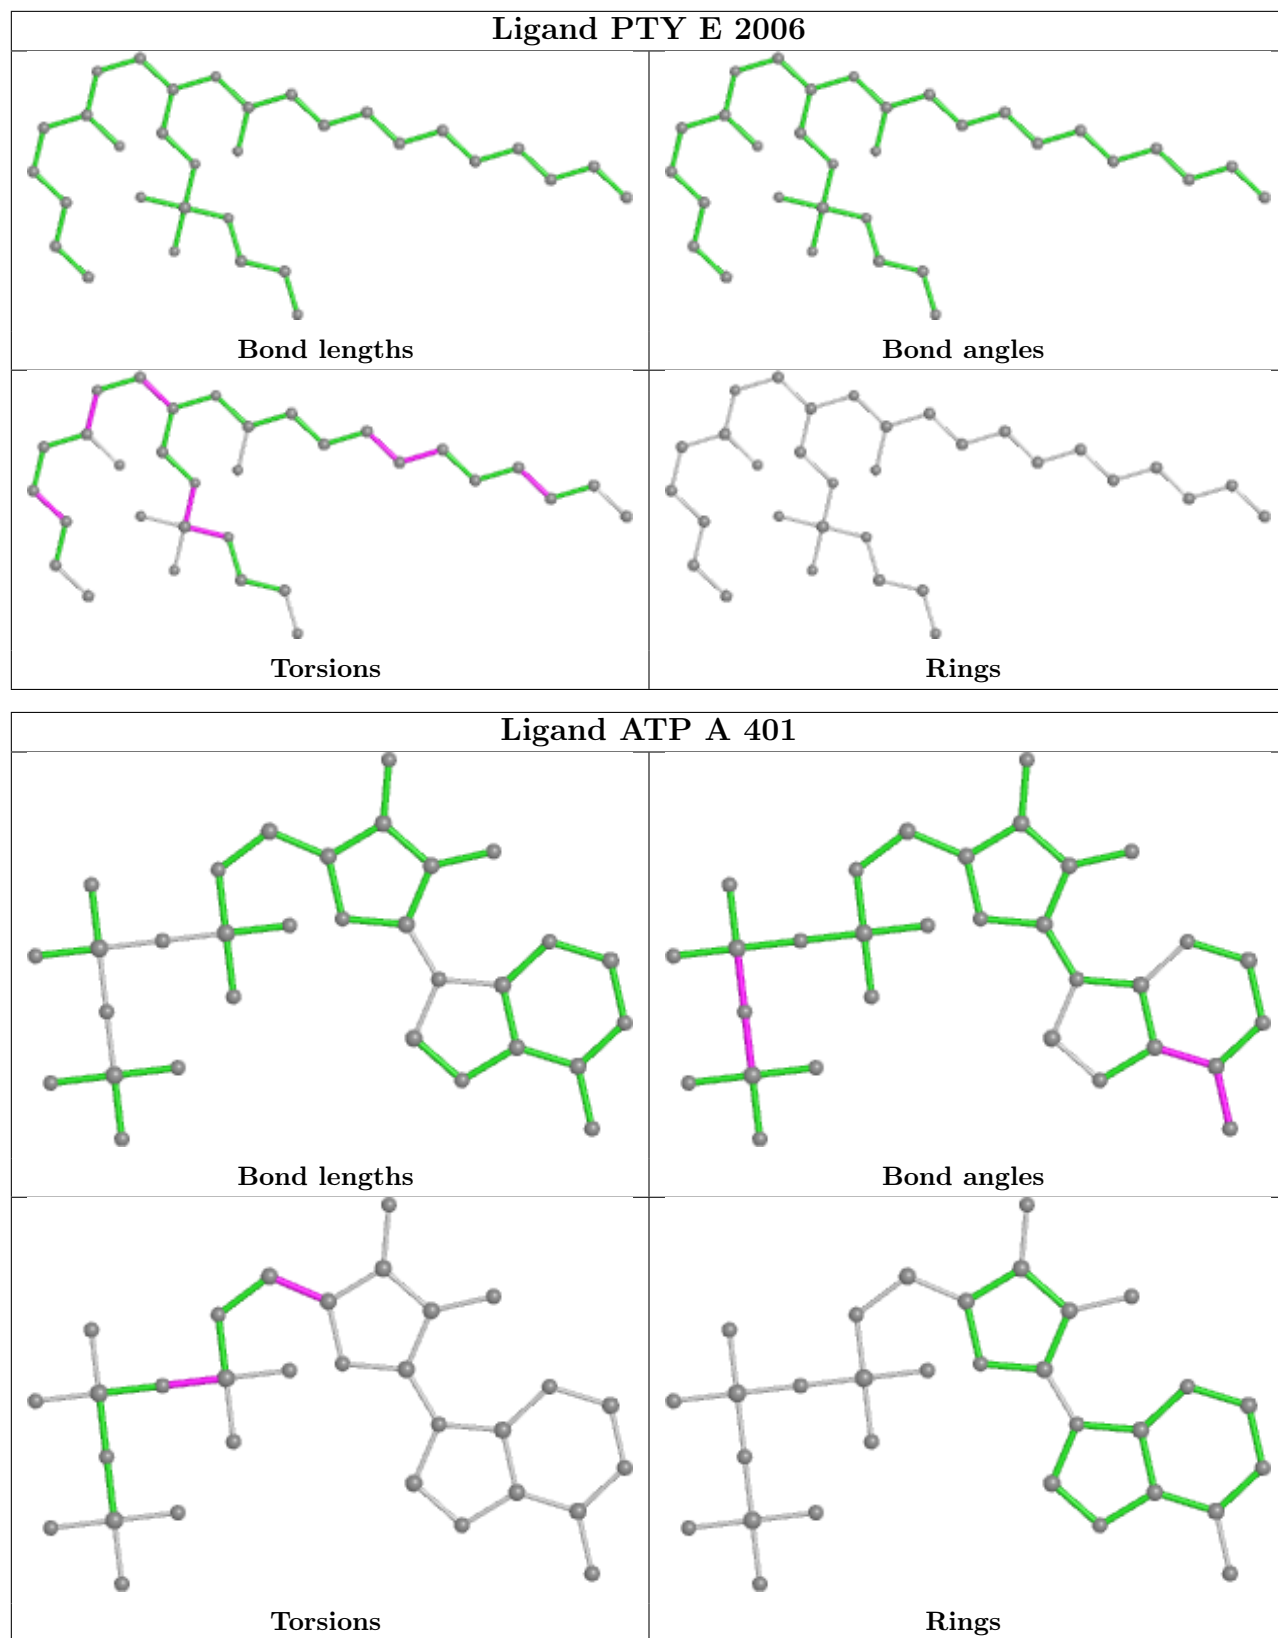 Ligand PTY E 2006
Bond lengths
Bond angles
Torsions
Rings
Ligand ATP A 401
Bond lengths
Bond angles
Torsions
Rings